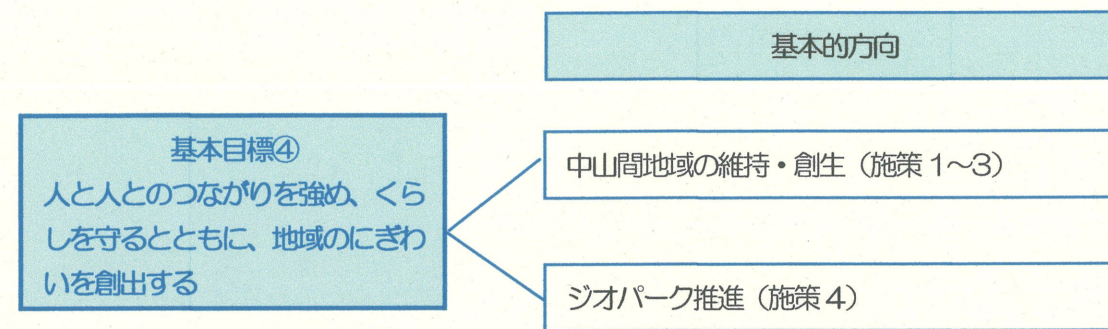 基本的方向
基本目標④
人と人とのつながりを強め、くら
しを守るとともに、地域のにぎわ
いを創出する
中山間地域の維持・創生（施策1～3）
ジオパーク推進（施策4）